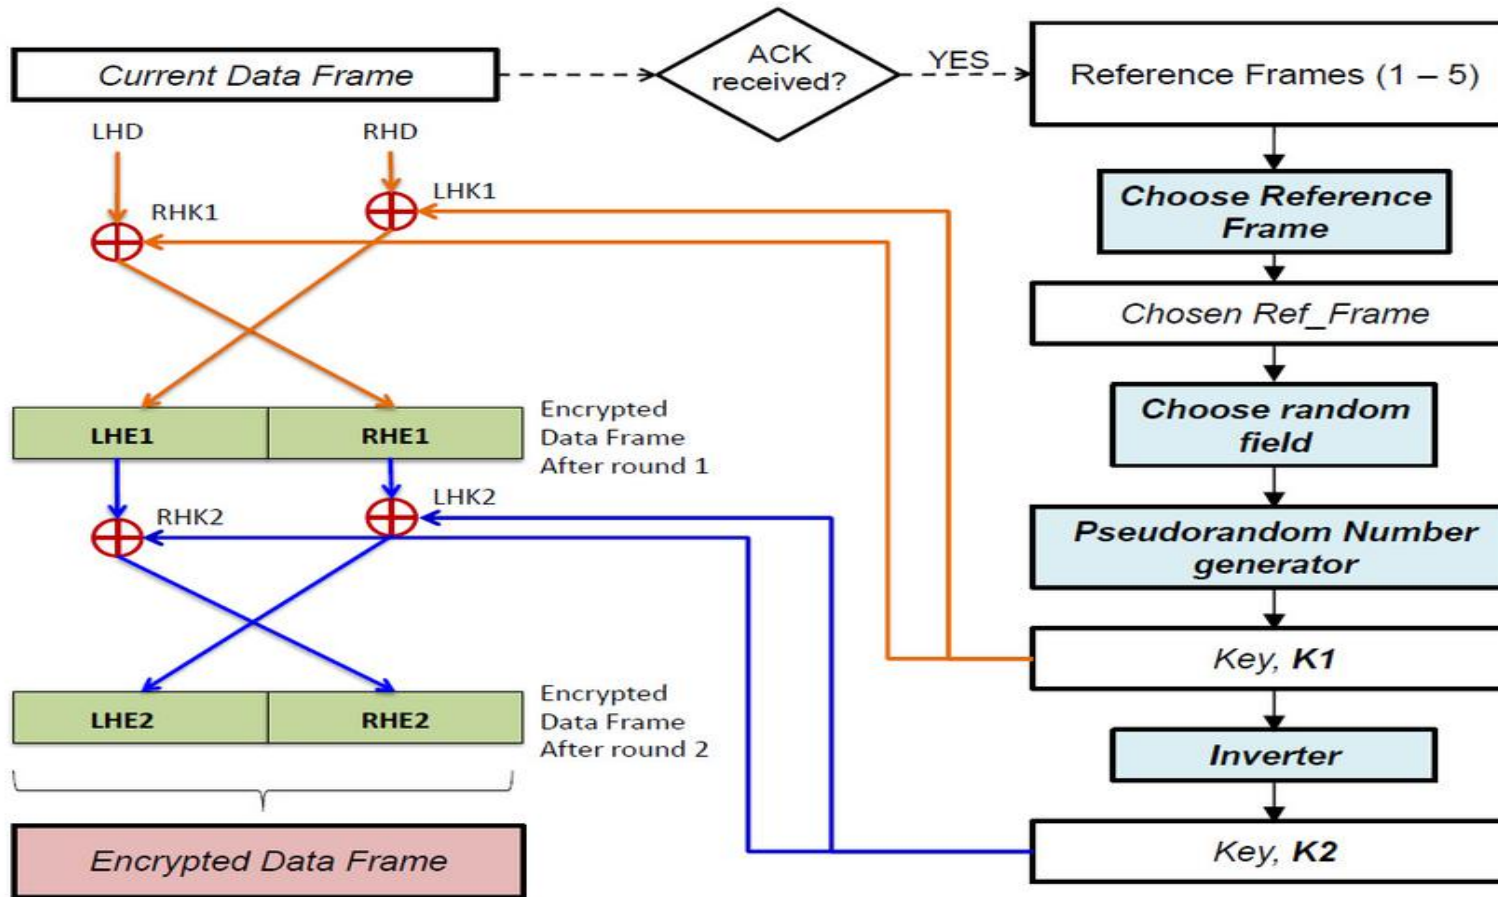 Current Data Frame
ACK
received?
YES
Reference Frames (1 – 5)
LHD
RHD
LHK1
RHK1
Choose Reference
Frame
Chosen Ref_Frame
Choose random
field
LHE1
RHE1
Encrypted
Data Frame
After round 1
LHK2
RHK2
Pseudorandom Number
generator
Key, K1
LHE2
RHE2
Encrypted
Data Frame
After round 2
Inverter
Encrypted Data Frame
Key, K2